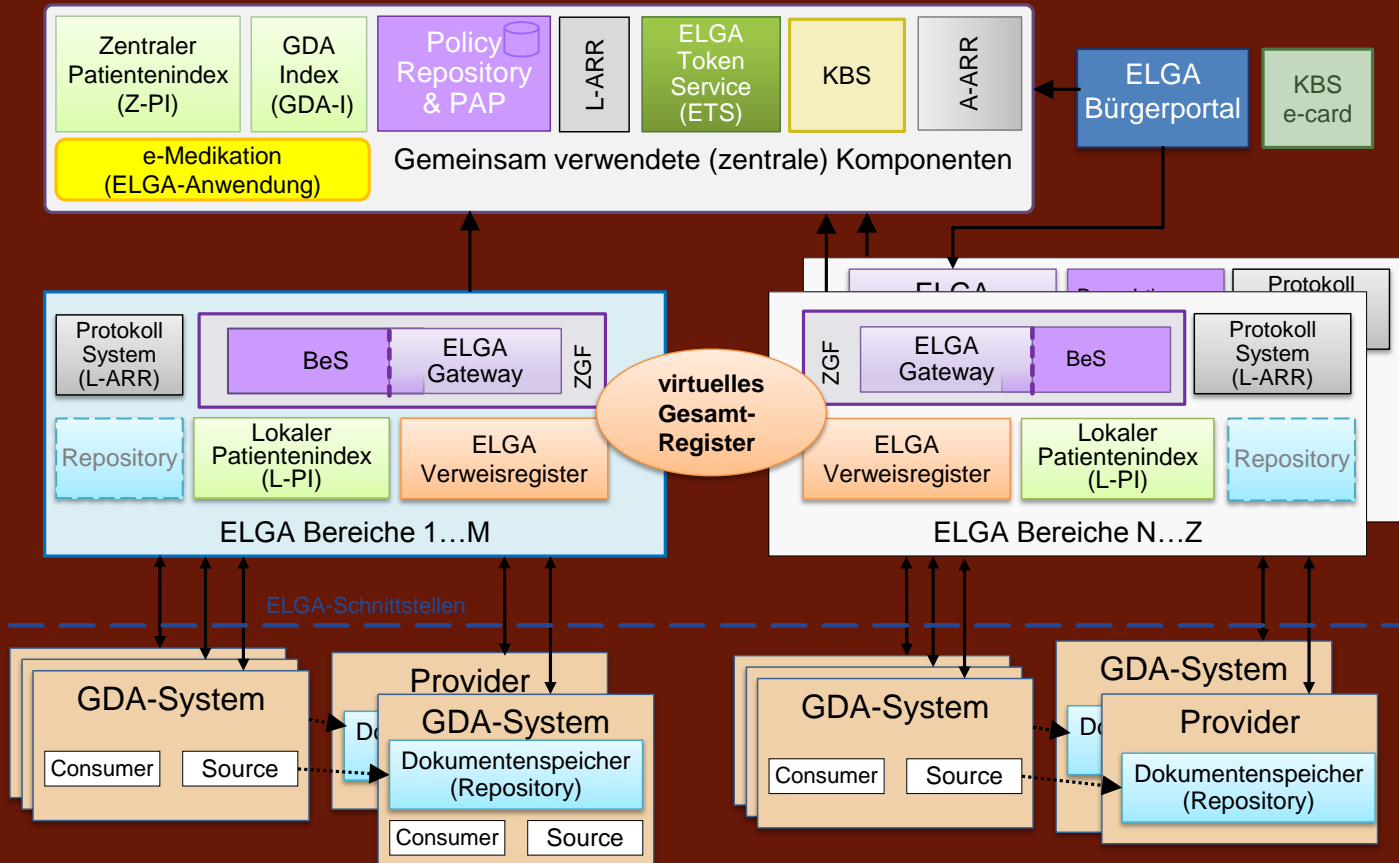 Zentraler
Patientenindex
(Z-PI)
GDA
Index
(GDA-I)
Policy
Repository
& PAP
L-ARR
ELGA
Token
Service
(ETS)
KBS
A-ARR
ELGA
Bürgerportal
KBS
e-card
e-Medikation
(ELGA-Anwendung)
Gemeinsam verwendete (zentrale) Komponenten
Protokoll
System
(L-ARR)
BeS
ELGA
Gateway
ZGF
Repository
Lokaler
Patientenindex
(L-PI)
ELGA
Verweisregister
ELGA Bereiche 1…M
virtuelles
Gesamt-
Register
ELGA
Protokoll
ZGF
ELGA
Gateway
BeS
Protokoll
System
(L-ARR)
ELGA
Verweisregister
Lokaler
Patientenindex
(L-PI)
Repository
ELGA Bereiche N…Z
ELGA-Schnittstellen
GDA-System
Consumer
Source
Provider
Do
GDA-System
Dokumentenspeicher
(Repository)
Consumer
Source
GDA-System
Consumer
Source
GDA-System
Do
Provider
Dokumentenspeicher
(Repository)